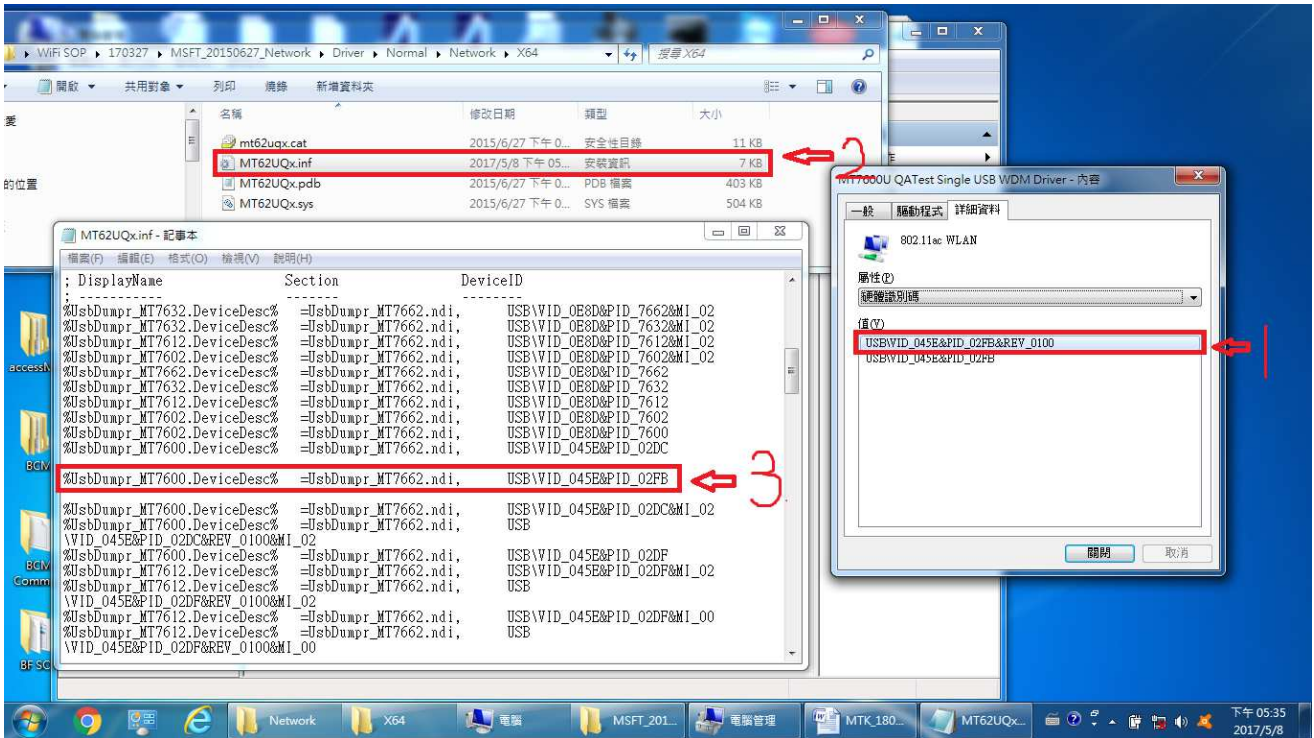 WiFi SOP ▸ 170327 ▸ MSFT_20150627_Network ▸ Driver ▸ Normal ▸ Network ▸ X64
搜尋 X64
開啟 共用對象 列印 燒錄 新增資料夾
名稱 修改日期 類型 大小
mt62uqx.cat 2015/6/27 下午 0... 安全性目錄 11 KB
MT62UQx.inf 2017/5/8 下午 05... 安裝資訊 7 KB
MT62UQx.pdb 2015/6/27 下午 0... PDB 檔案 403 KB
MT62UQx.sys 2015/6/27 下午 0... SYS 檔案 504 KB
愛
的位置
2
MT62UQx.inf - 記事本
檔案(F) 編輯(E) 格式(O) 檢視(V) 說明(H)
; DisplayName Section DeviceID
; ----------- ------- --------
%UsbDumpr_MT7632.DeviceDesc% =UsbDumpr_MT7662.ndi, USB\VID_0E8D&PID_7662&MI_02
%UsbDumpr_MT7632.DeviceDesc% =UsbDumpr_MT7662.ndi, USB\VID_0E8D&PID_7632&MI_02
%UsbDumpr_MT7612.DeviceDesc% =UsbDumpr_MT7662.ndi, USB\VID_0E8D&PID_7612&MI_02
%UsbDumpr_MT7602.DeviceDesc% =UsbDumpr_MT7662.ndi, USB\VID_0E8D&PID_7602&MI_02
%UsbDumpr_MT7662.DeviceDesc% =UsbDumpr_MT7662.ndi, USB\VID_0E8D&PID_7662
%UsbDumpr_MT7632.DeviceDesc% =UsbDumpr_MT7662.ndi, USB\VID_0E8D&PID_7632
%UsbDumpr_MT7612.DeviceDesc% =UsbDumpr_MT7662.ndi, USB\VID_0E8D&PID_7612
%UsbDumpr_MT7602.DeviceDesc% =UsbDumpr_MT7662.ndi, USB\VID_0E8D&PID_7602
%UsbDumpr_MT7602.DeviceDesc% =UsbDumpr_MT7662.ndi, USB\VID_0E8D&PID_7600
%UsbDumpr_MT7600.DeviceDesc% =UsbDumpr_MT7662.ndi, USB\VID_045E&PID_02DC
%UsbDumpr_MT7600.DeviceDesc% =UsbDumpr_MT7662.ndi, USB\VID_045E&PID_02FB
3
%UsbDumpr_MT7600.DeviceDesc% =UsbDumpr_MT7662.ndi, USB\VID_045E&PID_02DC&MI_02
%UsbDumpr_MT7600.DeviceDesc% =UsbDumpr_MT7662.ndi, USB
\VID_045E&PID_02DC&REV_0100&MI_02
%UsbDumpr_MT7600.DeviceDesc% =UsbDumpr_MT7662.ndi, USB\VID_045E&PID_02DF
%UsbDumpr_MT7612.DeviceDesc% =UsbDumpr_MT7662.ndi, USB\VID_045E&PID_02DF&MI_02
%UsbDumpr_MT7612.DeviceDesc% =UsbDumpr_MT7662.ndi, USB
\VID_045E&PID_02DF&REV_0100&MI_02
%UsbDumpr_MT7612.DeviceDesc% =UsbDumpr_MT7662.ndi, USB\VID_045E&PID_02DF&MI_00
%UsbDumpr_MT7612.DeviceDesc% =UsbDumpr_MT7662.ndi, USB
\VID_045E&PID_02DF&REV_0100&MI_00
MT7600U QATest Single USB WDM Driver - 內容
一般 驅動程式 詳細資料
802.11ac WLAN
屬性(P)
硬體識別碼
值(V)
USB\VID_045E&PID_02FB&REV_0100
USB\VID_045E&PID_02FB
1
關閉 取消
BCM
BCM
Comm
BF SO
Network X64 電腦 MSFT_201... 電腦管理 MTK_180... MT62UQx...
下午 05:35
2017/5/8